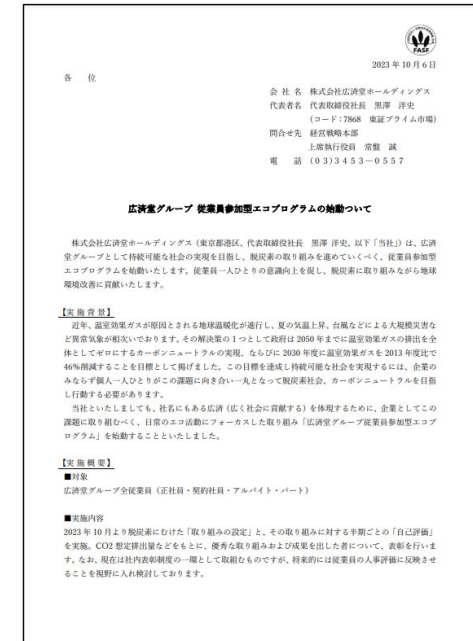 FASF
2023 年 10 月 6 日
各 位
会 社 名 株式会社広済堂ホールディングス
代表者名 代表取締役社長 黒澤 洋史
(コード：7868 東証プライム市場)
問合せ先 経営戦略本部
上席執行役員 常盤 誠
電 話 (０３)３４５３－０５５７
広済堂グループ 従業員参加型エコプログラムの始動ついて
株式会社広済堂ホールディングス（東京都港区、代表取締役社長 黒澤 洋史、以下「当社」）は、広済
堂グループとして持続可能な社会の実現を目指し、脱炭素の取り組みを進めていくべく、従業員参加型
エコプログラムを始動いたします。従業員一人ひとりの意識向上を促し、脱炭素に取り組みながら地球
環境改善に貢献いたします。
【実施背景】
近年、温室効果ガスが原因とされる地球温暖化が進行し、夏の気温上昇、台風などによる大規模災害な
ど異常気象が相次いでおります。その解決策の 1 つとして政府は 2050 年までに温室効果ガスの排出を全
体としてゼロにするカーボンニュートラルの実現、ならびに 2030 年度に温室効果ガスを 2013 年度比で
46%削減することを目標として掲げました。この目標を達成し持続可能な社会を実現するには、企業の
みならず個人一人ひとりがこの課題に向き合い一丸となって脱炭素社会、カーボンニュートラルを目指
し行動する必要があります。
当社といたしましても、社名にもある広済（広く社会に貢献する）を体現するために、企業としてこの
課題に取り組むべく、日常のエコ活動にフォーカスした取り組み「広済堂グループ従業員参加型エコプ
ログラム」を始動することといたしました。
【実施概要】
■対象
広済堂グループ全従業員（正社員・契約社員・アルバイト・パート）
■実施内容
2023 年 10 月より脱炭素にむけた「取り組みの設定」と、その取り組みに対する半期ごとの「自己評価」
を実施。CO2 想定排出量などをもとに、優秀な取り組みおよび成果を出した者について、表彰を行いま
す。なお、現在は社内表彰制度の一環として取組むものですが、将来的には従業員の人事評価に反映させ
ることを視野に入れ検討しております。